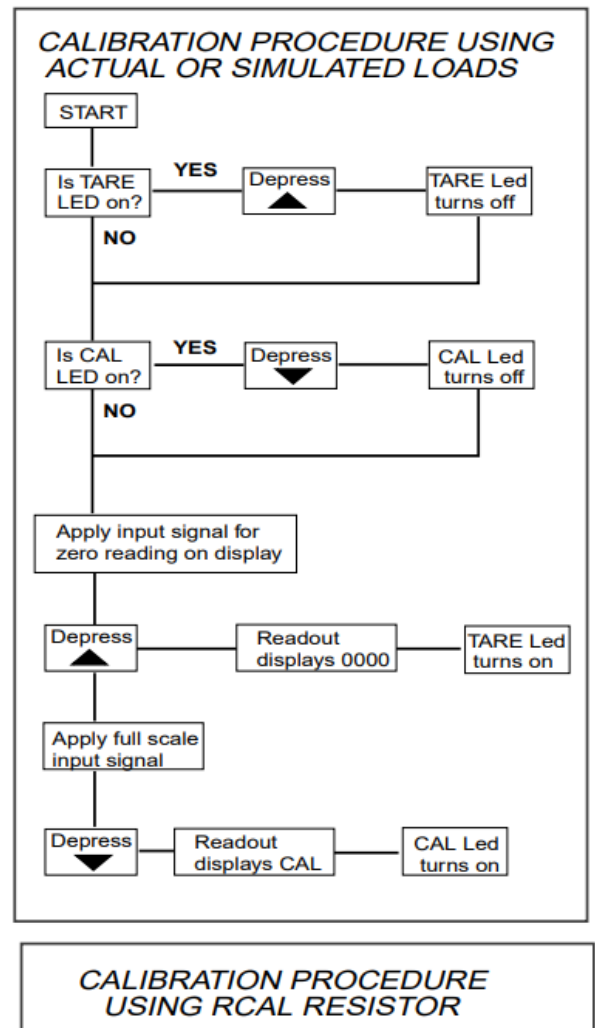 CALIBRATION PROCEDURE USING
ACTUAL OR SIMULATED LOADS
START
Is TARE
LED on?
YES
Depress
TARE Led
turns off
NO
Is CAL
LED on?
YES
Depress
CAL Led
turns off
NO
Apply input signal for
zero reading on display
Depress
Readout
displays 0000
TARE Led
turns on
Apply full scale
input signal
Depress
Readout
displays CAL
CAL Led
turns on
CALIBRATION PROCEDURE
USING RCAL RESISTOR